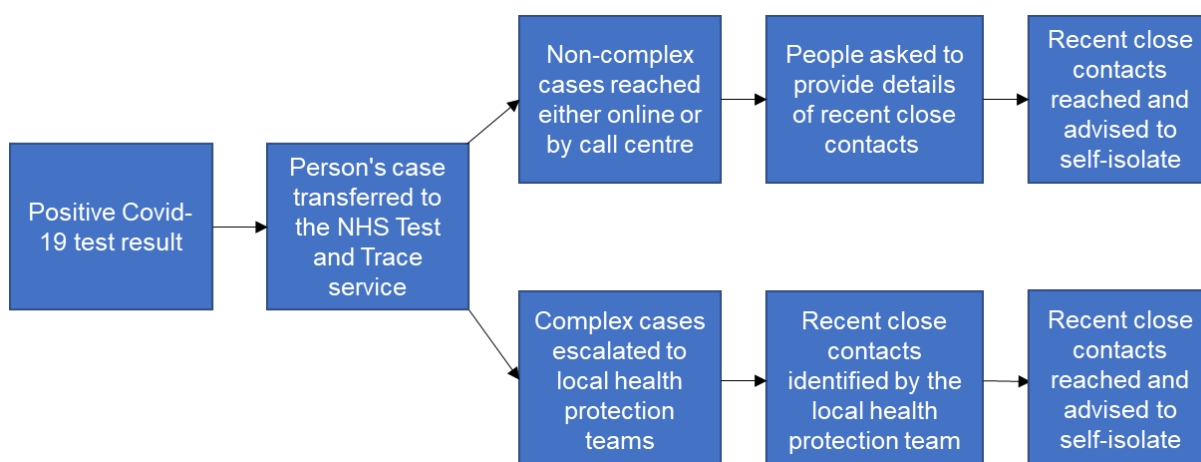 Positive Covid-
19 test result
Person's case
transferred to
the NHS Test
and Trace
service
Non-complex
cases reached
either online or
by call centre
People asked to
provide details
of recent close
contacts
Recent close
contacts
reached and
advised to
self-isolate
Complex cases
escalated to
local health
protection
teams
Recent close
contacts
identified by the
local health
protection team
Recent close
contacts
reached and
advised to
self-isolate